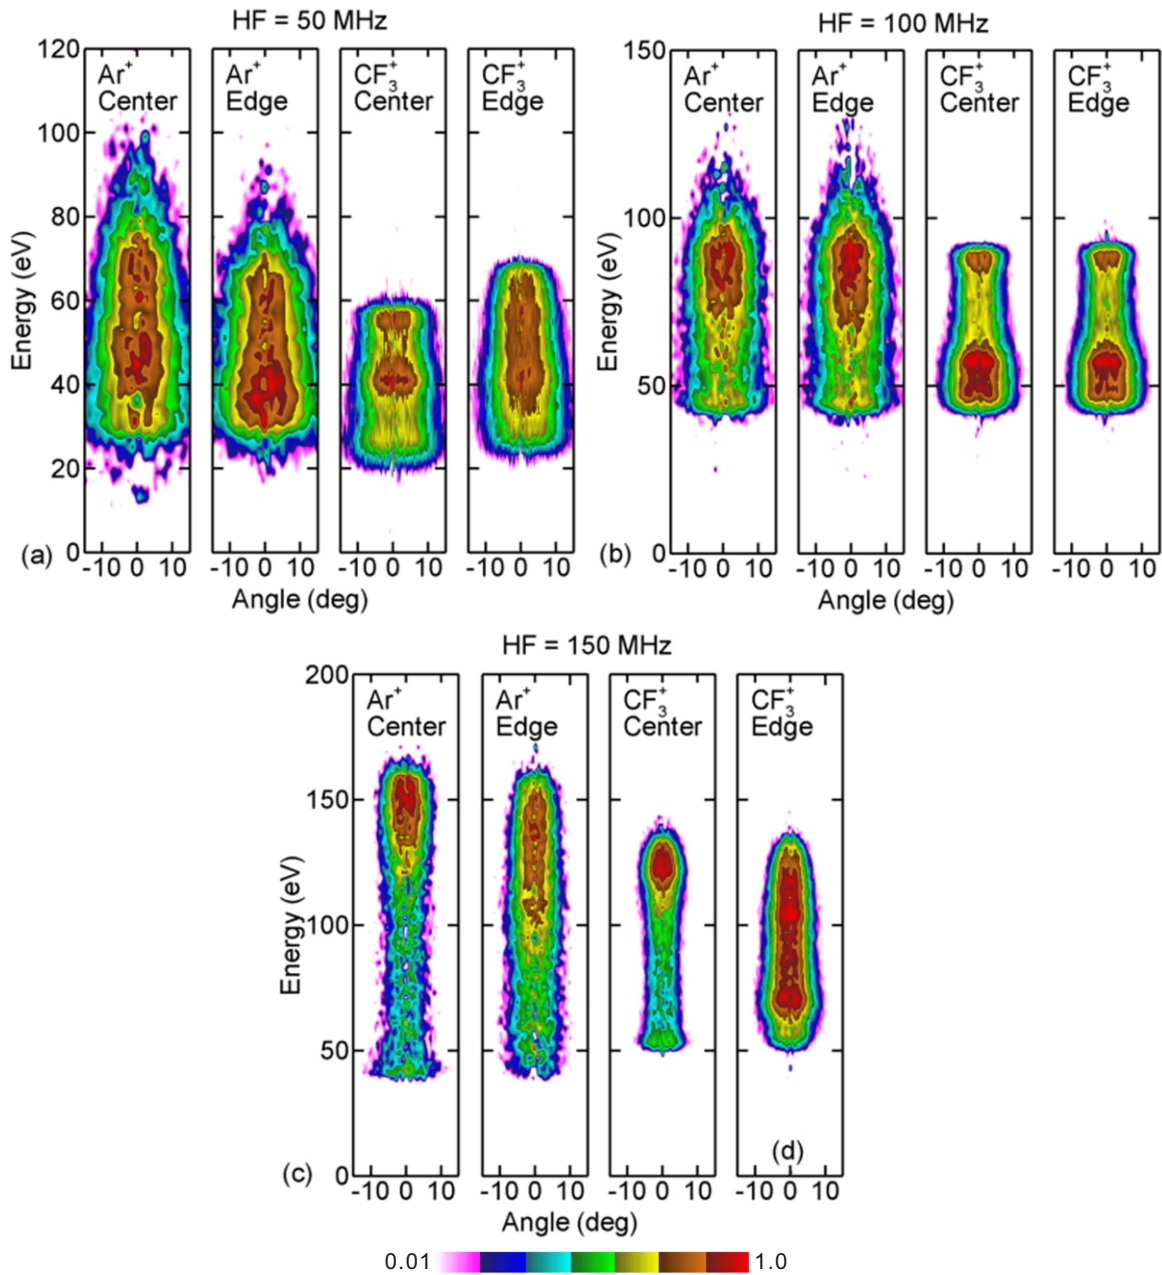 HF = 50 MHz
120
100
80
60
40
20
0
Energy (eV)
Ar+
Center
Ar+
Edge
CF3+
Center
CF3+
Edge
(a)
-10 0 10
-10 0 10
-10 0 10
-10 0 10
Angle (deg)
HF = 100 MHz
150
100
50
0
Energy (eV)
Ar+
Center
Ar+
Edge
CF3+
Center
CF3+
Edge
(b)
-10 0 10
-10 0 10
-10 0 10
-10 0 10
Angle (deg)
HF = 150 MHz
200
150
100
50
0
Energy (eV)
Ar+
Center
Ar+
Edge
CF3+
Center
CF3+
Edge
(d)
(c)
-10 0 10
-10 0 10
-10 0 10
-10 0 10
Angle (deg)
0.01 1.0